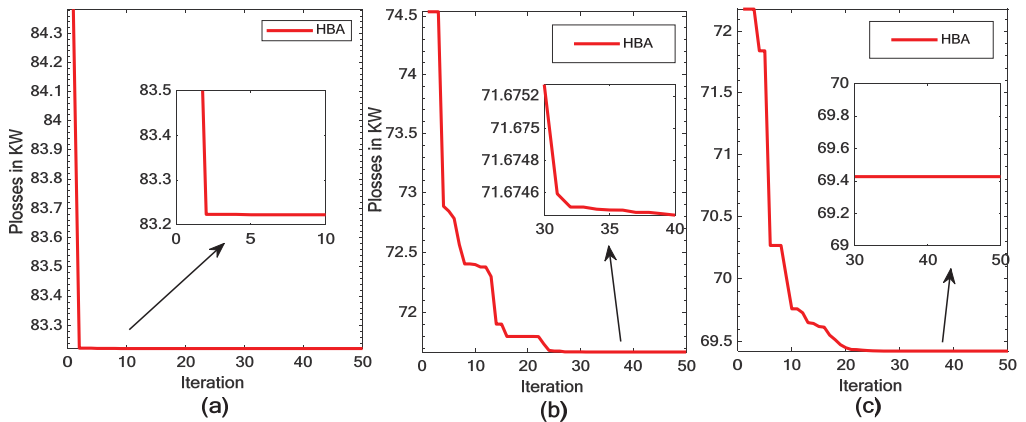 Plosses in KW
84.3
84.2
84.1
84
83.9
83.8
83.7
83.6
83.5
83.4
83.3
HBA
83.5
83.4
83.3
83.2
0 5 10
0 10 20 30 40 50
Iteration
(a)
Plosses in KW
74.5
74
73.5
73
72.5
72
HBA
71.6752
71.675
71.6748
71.6746
30 35 40
0 10 20 30 40 50
Iteration
(b)
72
71.5
71
70.5
70
69.4
HBA
70
69.8
69.6
69.4
69.2
69
30 40 50
0 10 20 30 40 50
Iteration
(c)